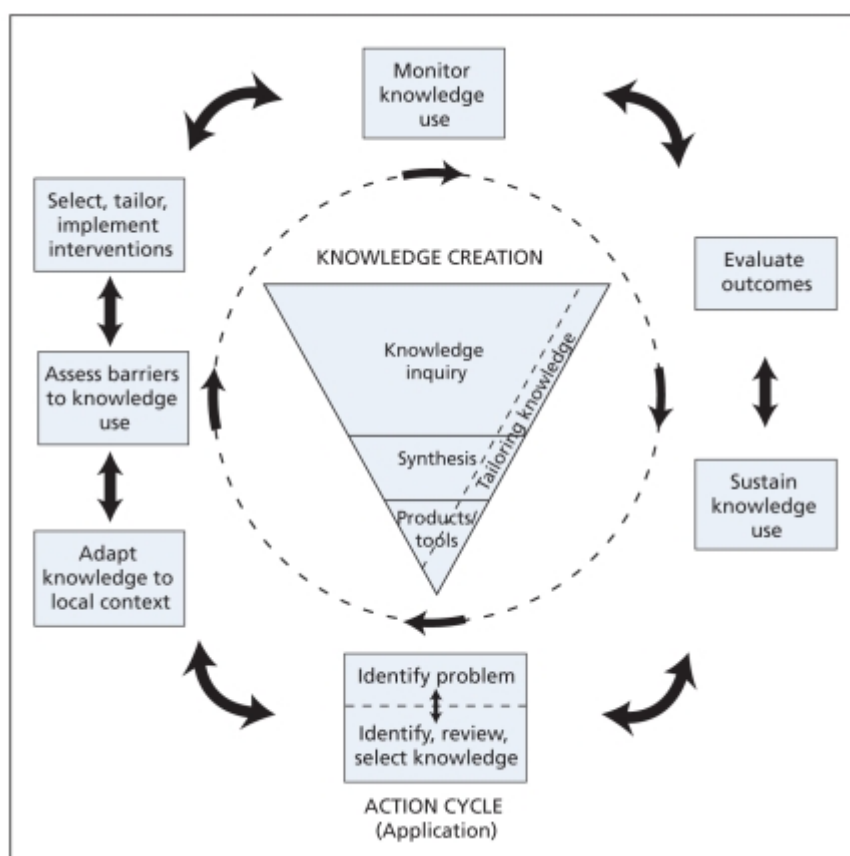 Monitor
knowledge
use
Select, tailor,
implement
interventions
KNOWLEDGE CREATION
Evaluate
outcomes
Knowledge
inquiry
Tailoring knowledge
Assess barriers
to knowledge
use
Synthesis
Sustain
knowledge
use
Products/
tools
Adapt
knowledge to
local context
Identify problem
Identify, review,
select knowledge
ACTION CYCLE
(Application)